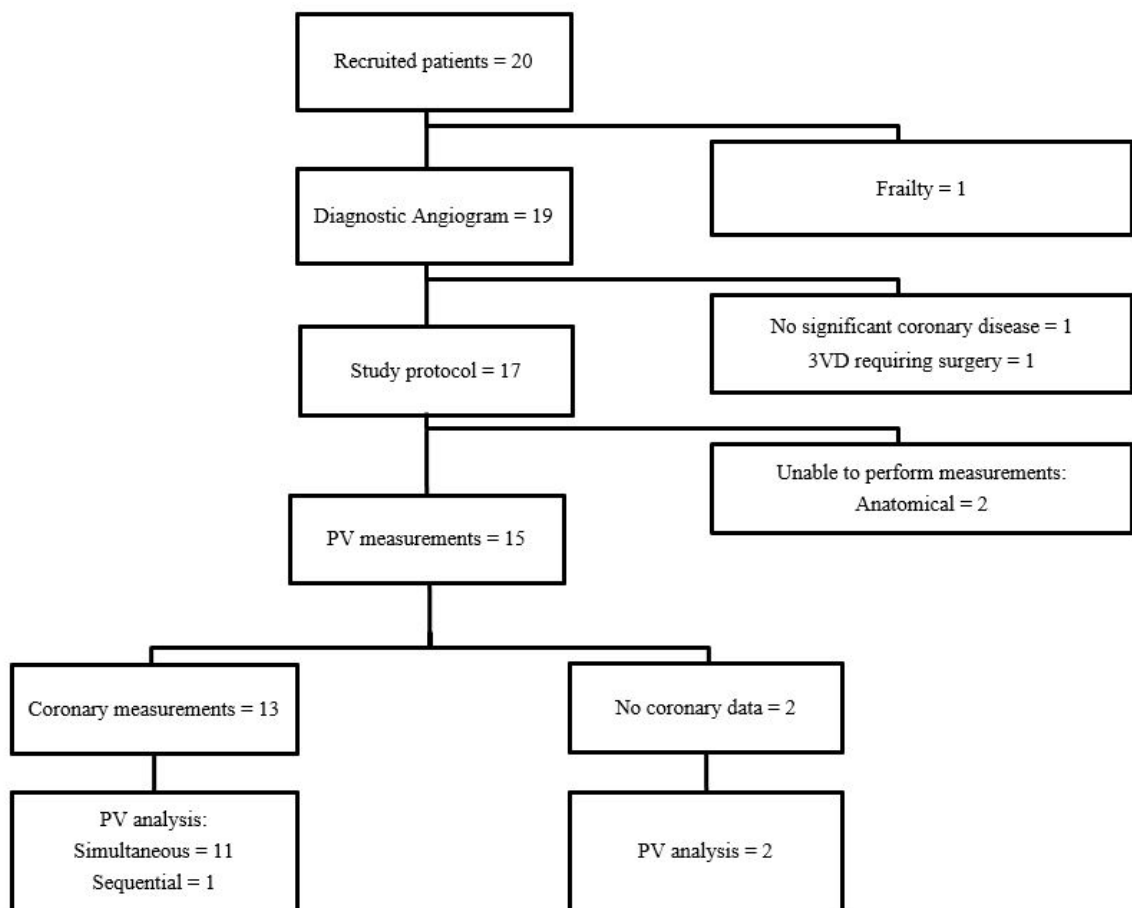 Recruited patients = 20
Frailty = 1
Diagnostic Angiogram = 19
No significant coronary disease = 1
3VD requiring surgery = 1
Study protocol = 17
Unable to perform measurements:
Anatomical = 2
PV measurements = 15
Coronary measurements = 13
No coronary data = 2
PV analysis:
Simultaneous = 11
Sequential = 1
PV analysis = 2